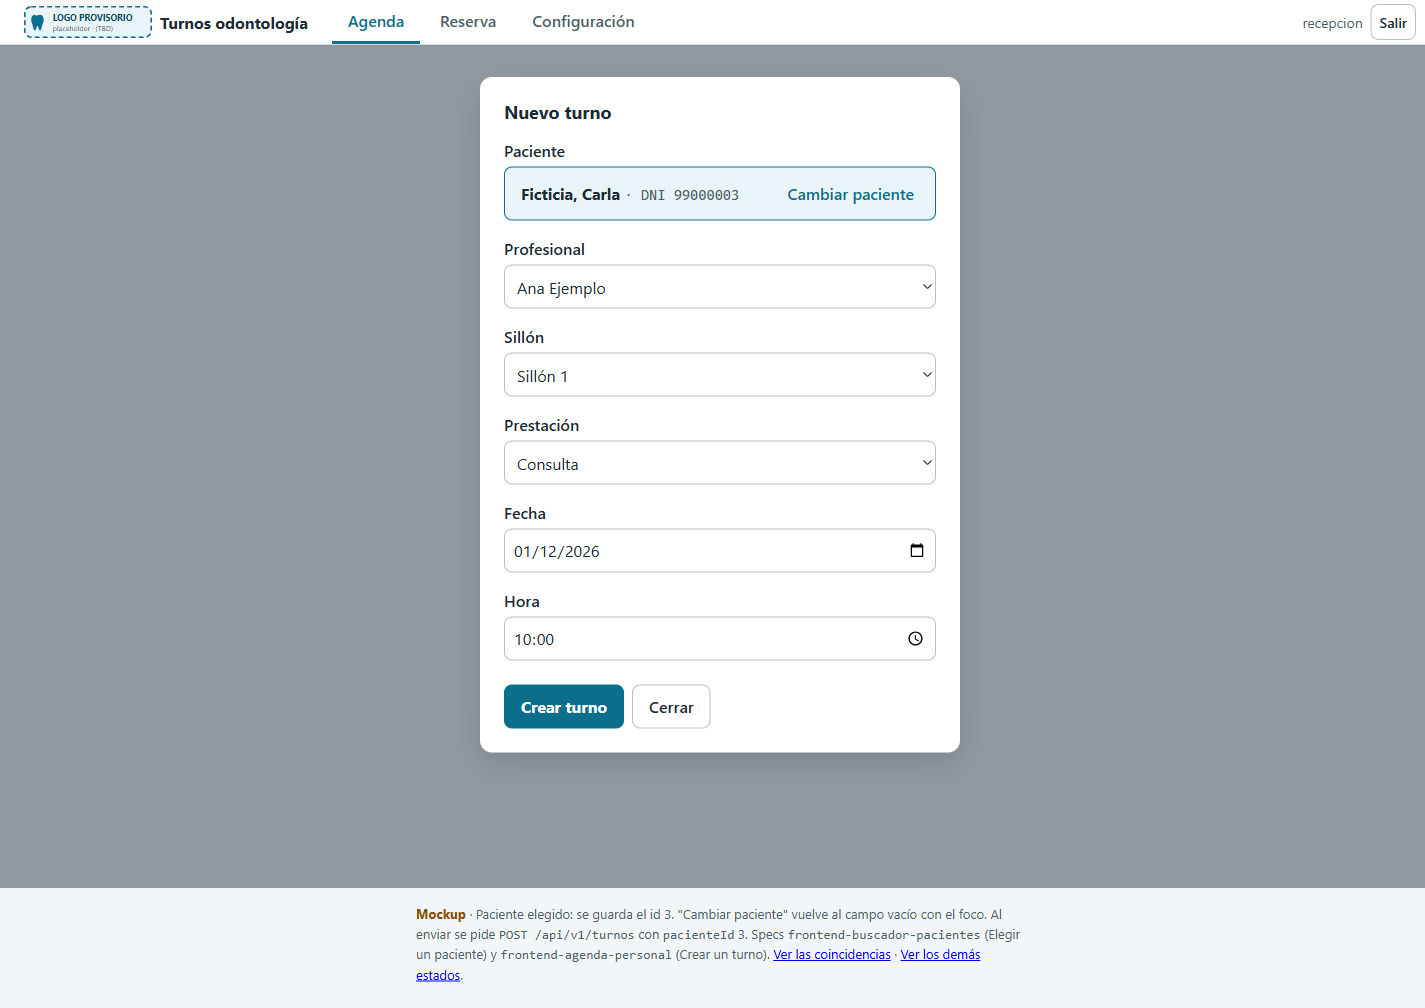 LOGO PROVISORIO
placeholder · (TBD)
Turnos odontología
Agenda
Reserva
Configuración
recepcion
Salir
Nuevo turno
Paciente
Ficticia, Carla · DNI 99000003
Cambiar paciente
Profesional
Ana Ejemplo
Sillón
Sillón 1
Prestación
Consulta
Fecha
01/12/2026
Hora
10:00
Crear turno
Cerrar
Mockup · Paciente elegido: se guarda el id 3. "Cambiar paciente" vuelve al campo vacío con el foco. Al
enviar se pide POST /api/v1/turnos con pacienteId 3. Specs frontend-buscador-pacientes (Elegir
un paciente) y frontend-agenda-personal (Crear un turno). Ver las coincidencias · Ver los demás
estados.